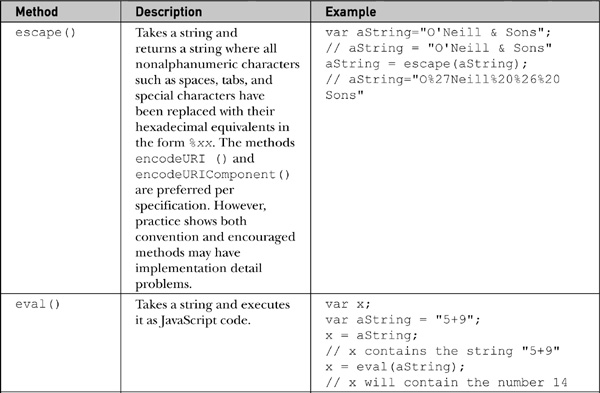 Method Description Example
escape() Takes a string and var aString="O'Neill & Sons";
returns a string where all // aString = "O'Neill & Sons"
nonalphanumeric characters aString = escape(aString);
such as spaces, tabs, and // aString="O%27Neill%20%26%20
special characters have Sons"
been replaced with their
hexadecimal equivalents in
the form %xx. The methods
encodeURI () and
encodeURIComponent()
are preferred per
specification. However,
practice shows both
convention and encouraged
methods may have
implementation detail
problems.
eval() Takes a string and executes var x;
it as JavaScript code. var aString = "5+9";
x = aString;
// x contains the string "5+9"
x = eval(aString);
// x will contain the number 14